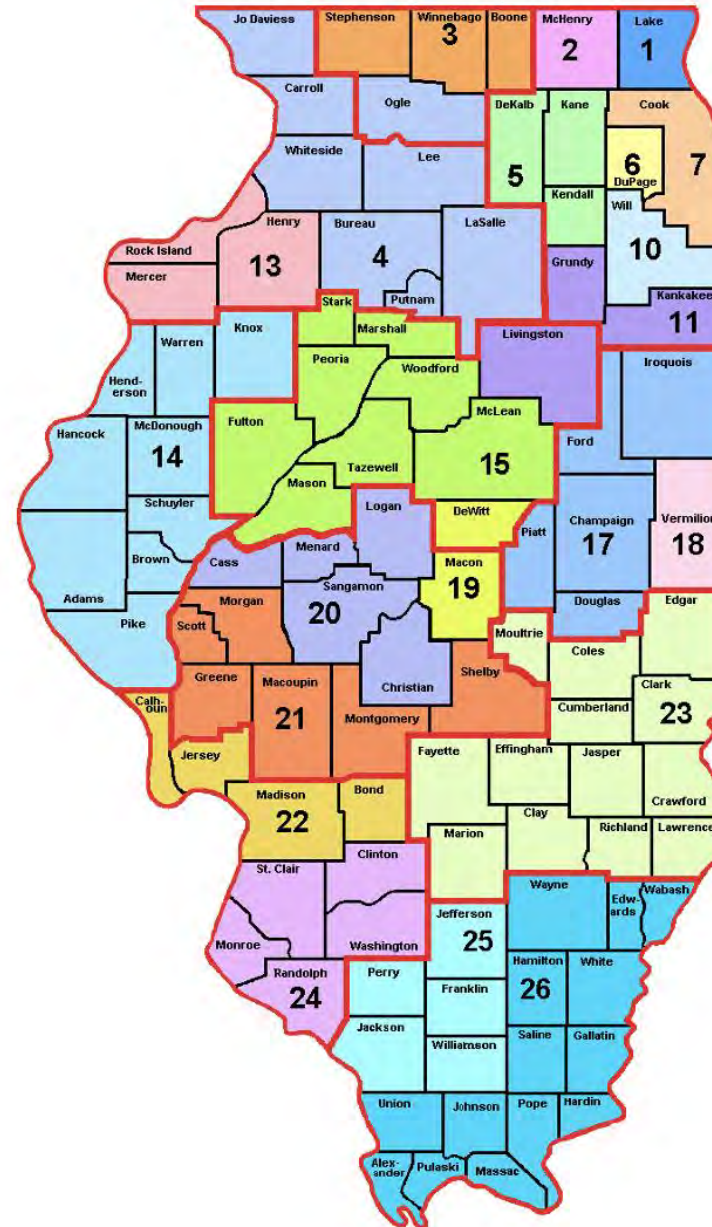 Jo Daviess
Stephenson
Winnebago
3
Boone
McHenry
2
Lake
1
Carroll
Ogle
DeKalb
5
Kane
Cook
7
6
DuPage
Whiteside
Lee
Kendall
Will
10
Rock Island
Henry
13
Mercer
Bureau
4
Putnam
LaSalle
Grundy
Kankakee
11
Stark
Marshall
Livingston
Iroquois
Knox
Warren
Hend-
erson
Peoria
Woodford
McLean
15
Ford
Hancock
McDonough
14
Fulton
Tazewell
Mason
Schuyler
Logan
DeWitt
Piatt
Champaign
17
Vermilion
18
Adams
Brown
Cass
Menard
Sangamon
20
Macon
19
Douglas
Edgar
Pike
Scott
Morgan
Christian
Moultrie
Coles
Shelby
Greene
Macoupin
21
Montgomery
Cumberland
Clark
23
Calh-
oun
Jersey
Fayette
Effingham
Jasper
Crawford
Madison
22
Bond
Clay
Marion
Richland
Lawrence
St. Clair
Clinton
Wayne
Edw-
ards
Wabash
Monroe
Washington
Jefferson
25
Hamilton
26
White
Randolph
24
Perry
Franklin
Jackson
Williamson
Saline
Gallatin
Union
Johnson
Pope
Hardin
Alex-
ander
Pulaski
Massac